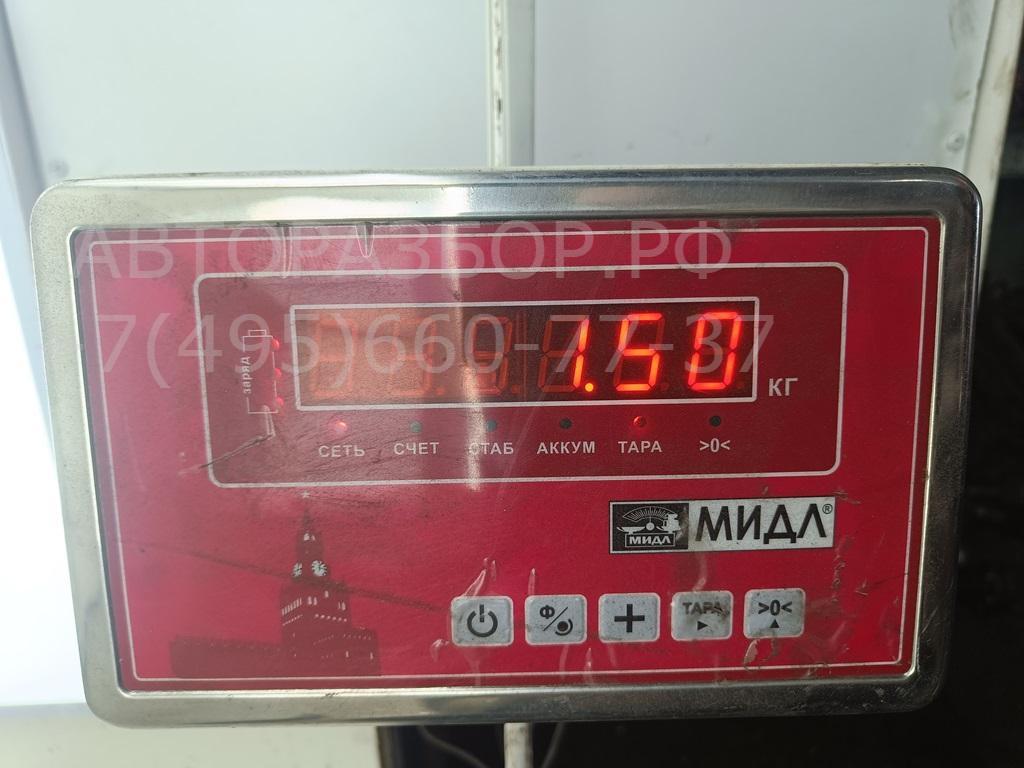 АВТОРАЗБОР.РФ
7(495)660-77-37
заряд
1.50
КГ
СЕТЬ СЧЕТ СТАБ АККУМ ТАРА >0<
МИДЛ МИДЛ®
Ф/ + ТАРА >0<